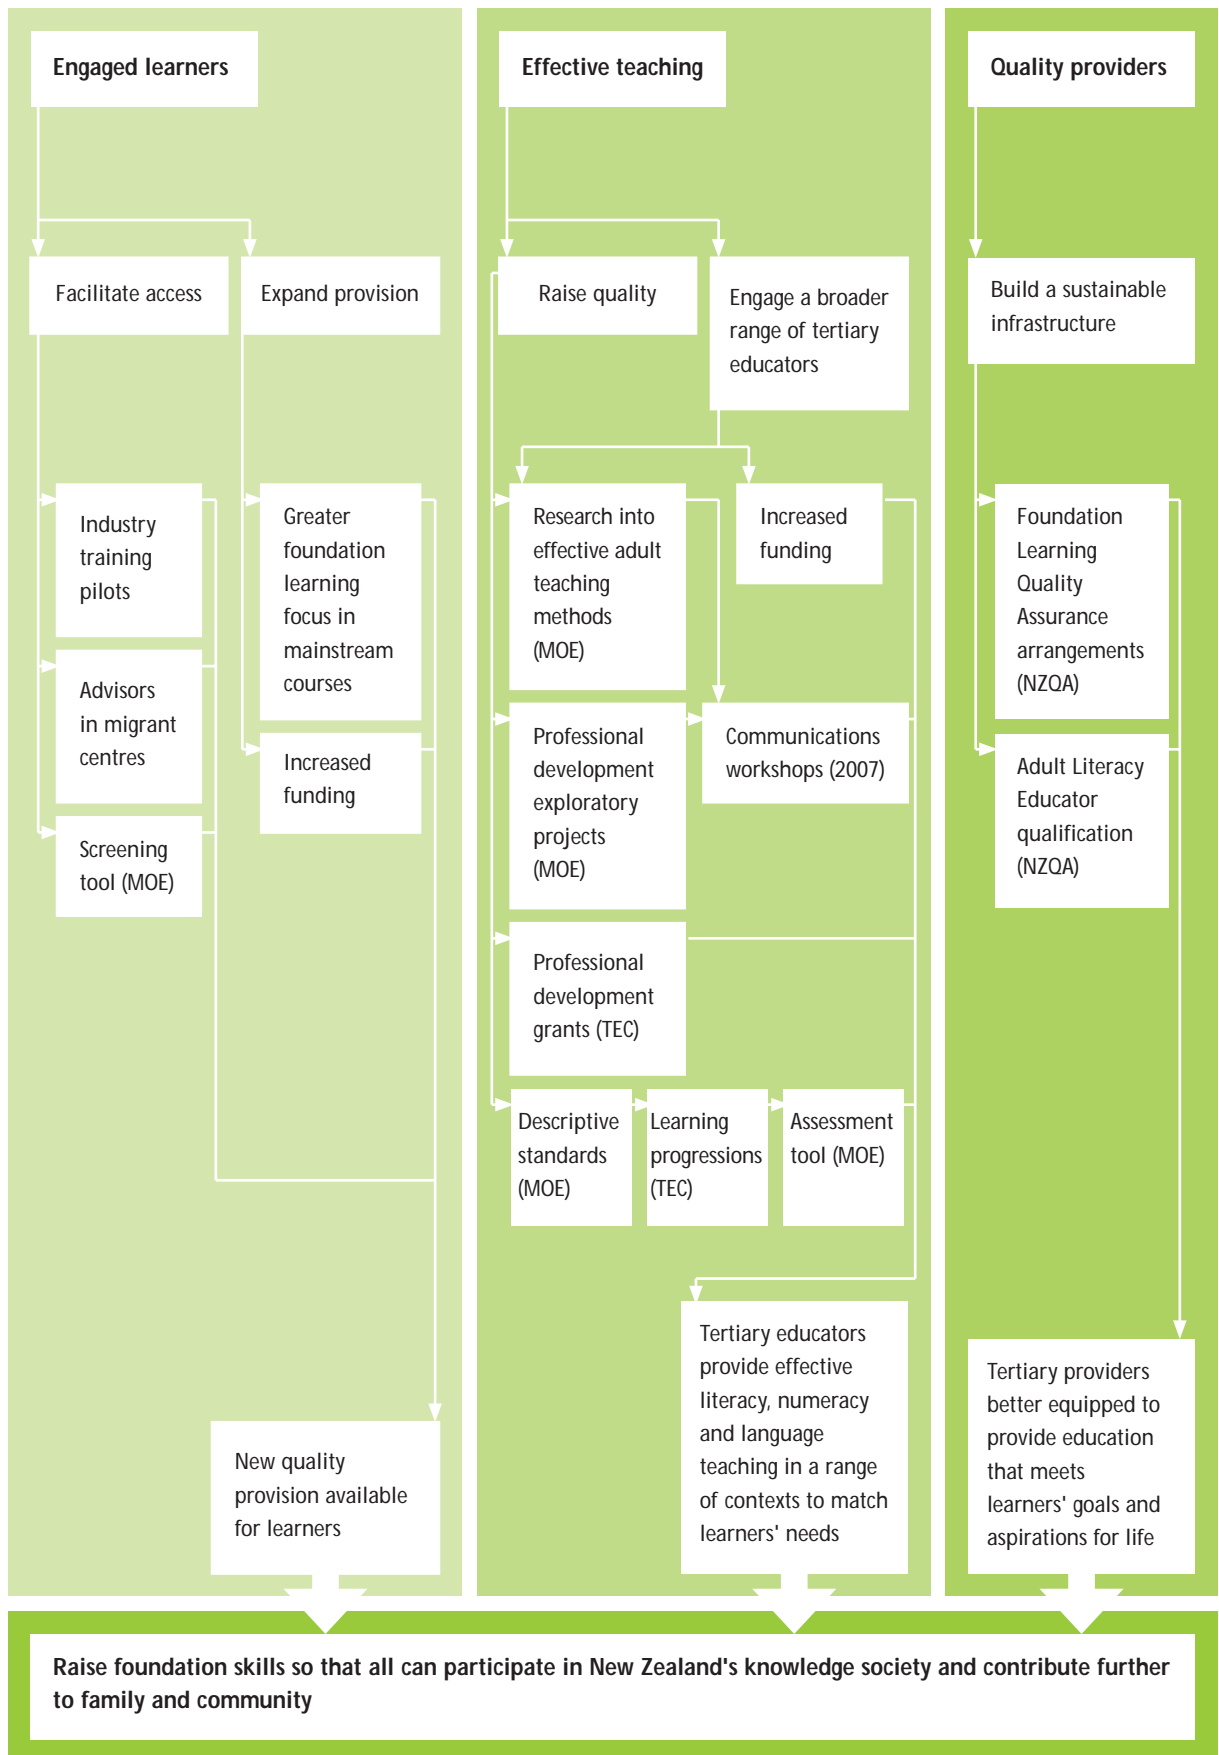 Engaged learners
Facilitate access
Expand provision
Industry
training
pilots
Advisors
in migrant
centres
Screening
tool (MOE)
Greater
foundation
learning
focus in
mainstream
courses
Increased
funding
New quality
provision available
for learners
Effective teaching
Raise quality
Engage a broader
range of tertiary
educators
Research into
effective adult
teaching
methods
(MOE)
Increased
funding
Professional
development
exploratory
projects
(MOE)
Communications
workshops (2007)
Professional
development
grants (TEC)
Descriptive
standards
(MOE)
Learning
progressions
(TEC)
Assessment
tool (MOE)
Tertiary educators
provide effective
literacy, numeracy
and language
teaching in a range
of contexts to match
learners' needs
Quality providers
Build a sustainable
infrastructure
Foundation
Learning
Quality
Assurance
arrangements
(NZQA)
Adult Literacy
Educator
qualification
(NZQA)
Tertiary providers
better equipped to
provide education
that meets
learners' goals and
aspirations for life
Raise foundation skills so that all can participate in New Zealand's knowledge society and contribute further
to family and community